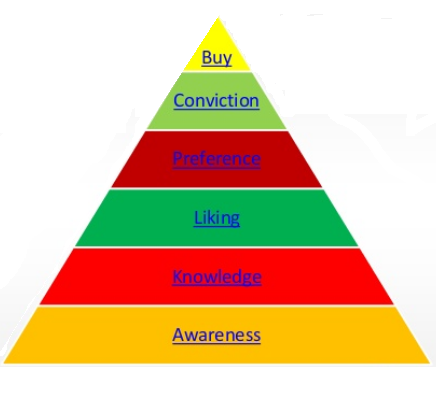 Buy
Conviction
Preference
Liking
Knowledge
Awareness